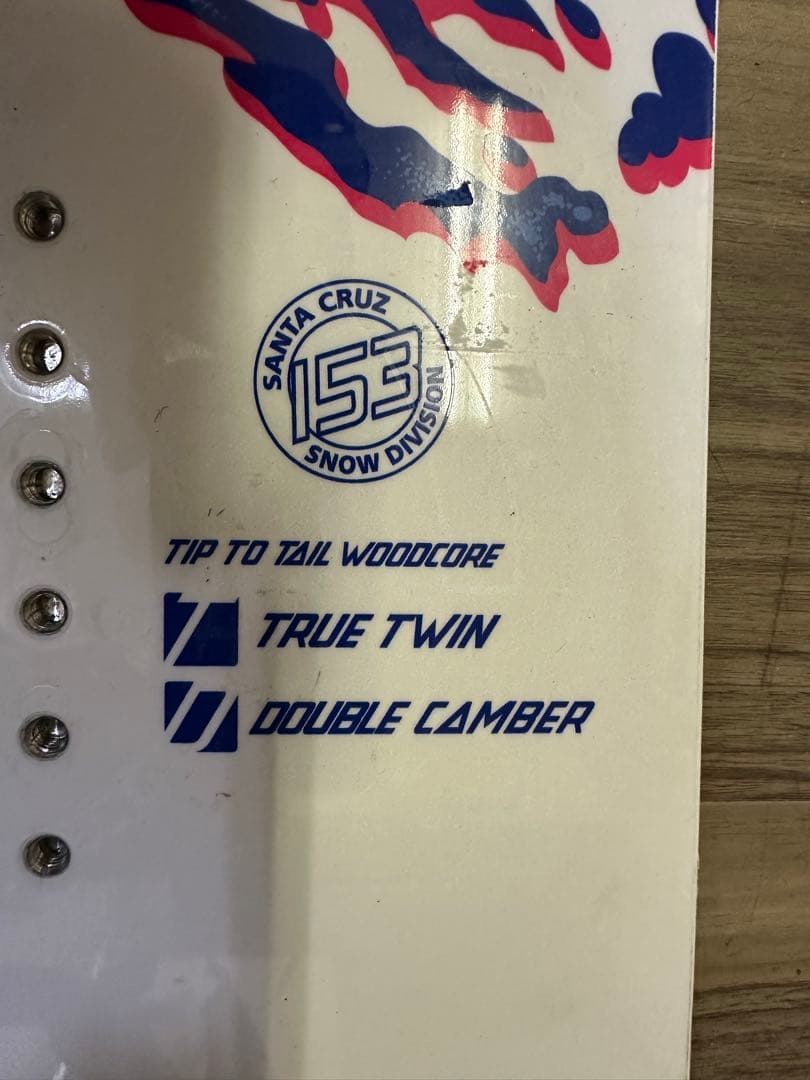 SANTA CRUZ
153
SNOW DIVISION
TIP TO TAIL WOODCORE
TRUE TWIN
DOUBLE CAMBER